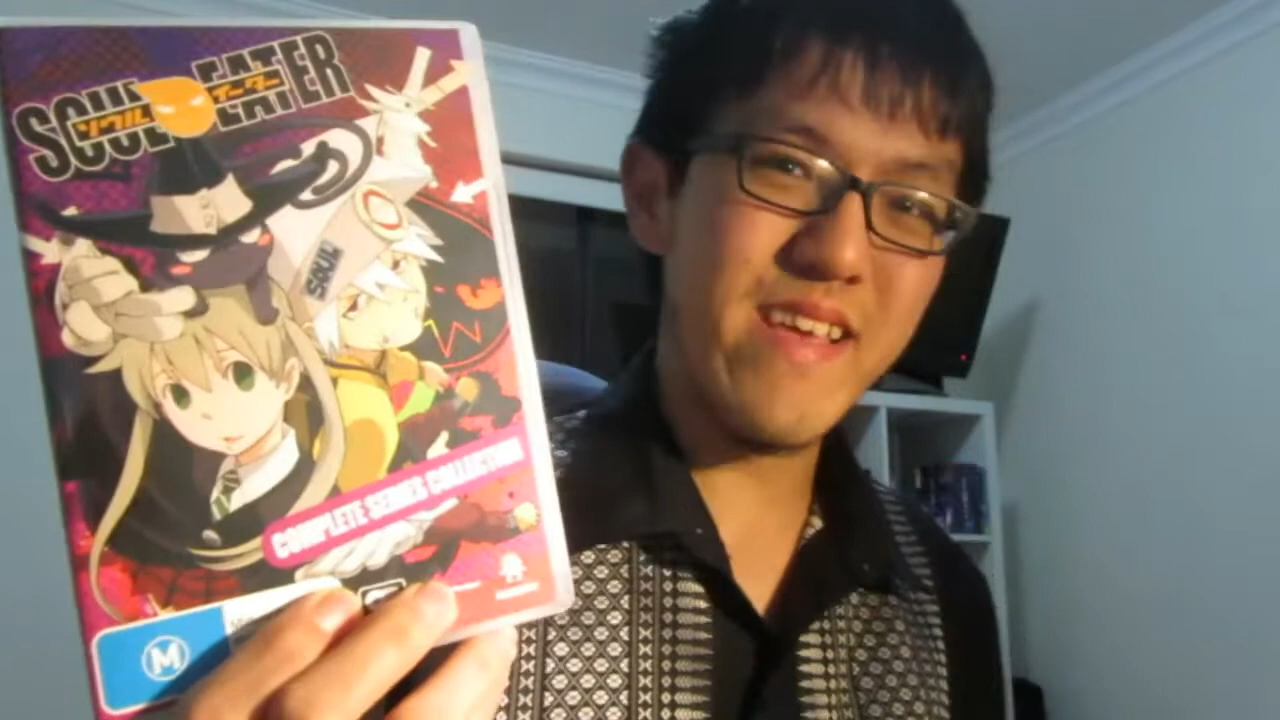 SOUL EATER
ソウルイーター
SOUL
COMPLETE SERIES COLLECTION
M